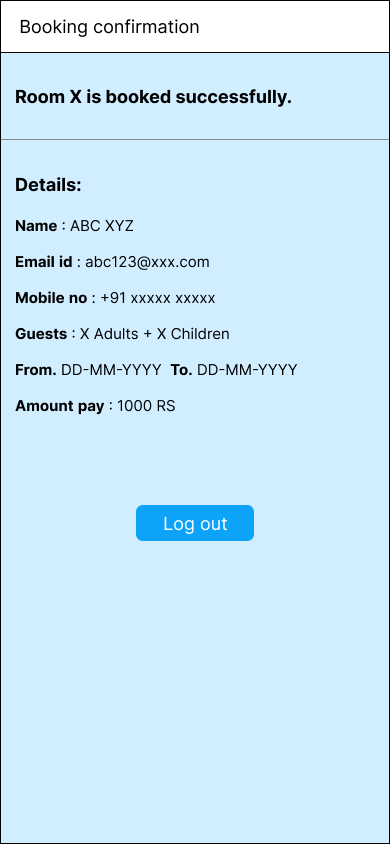 Booking confirmation
Room X is booked successfully.
Details:
Name : ABC XYZ
Email id : abc123@xxx.com
Mobile no : +91 xxxxx xxxxx
Guests : X Adults + X Children
From. DD-MM-YYYY  To. DD-MM-YYYY
Amount pay : 1000 RS
Log out